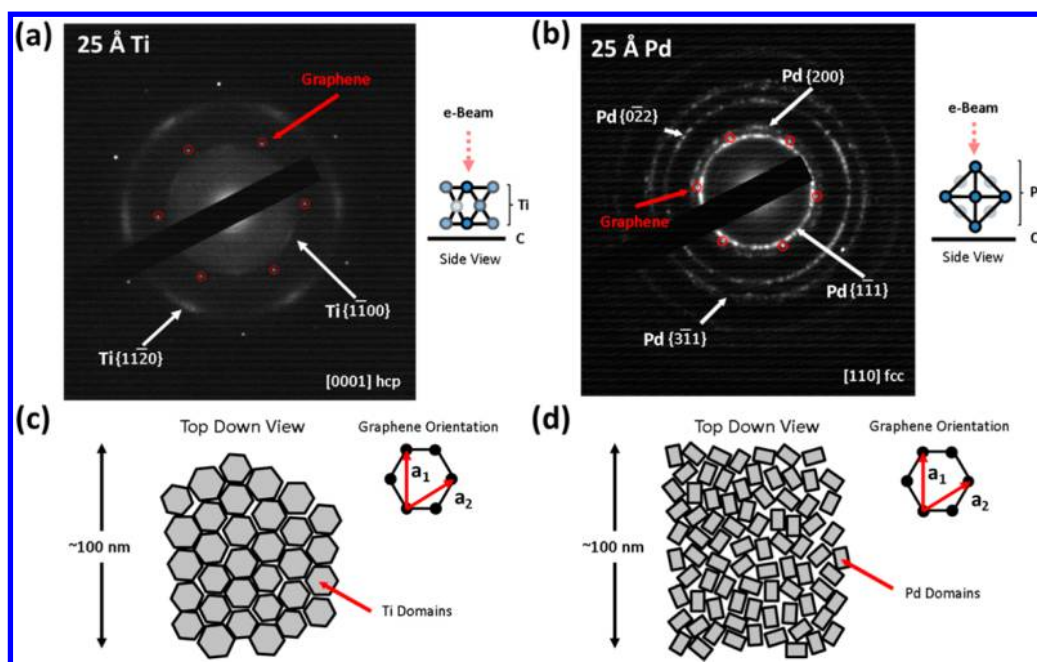 (a)
25 Å Ti
Graphene
Ti{11̅00}
Ti{112̅0}
[0001] hcp
e-Beam
Ti
C
Side View
(b)
25 Å Pd
Pd {200}
Pd {02̅2}
Graphene
Pd {11̅1}
Pd {31̅1}
[110] fcc
e-Beam
Side View
(c)
Top Down View
Graphene Orientation
a1
a2
~100 nm
Ti Domains
(d)
Top Down View
Graphene Orientation
a1
a2
~100 nm
Pd Domains